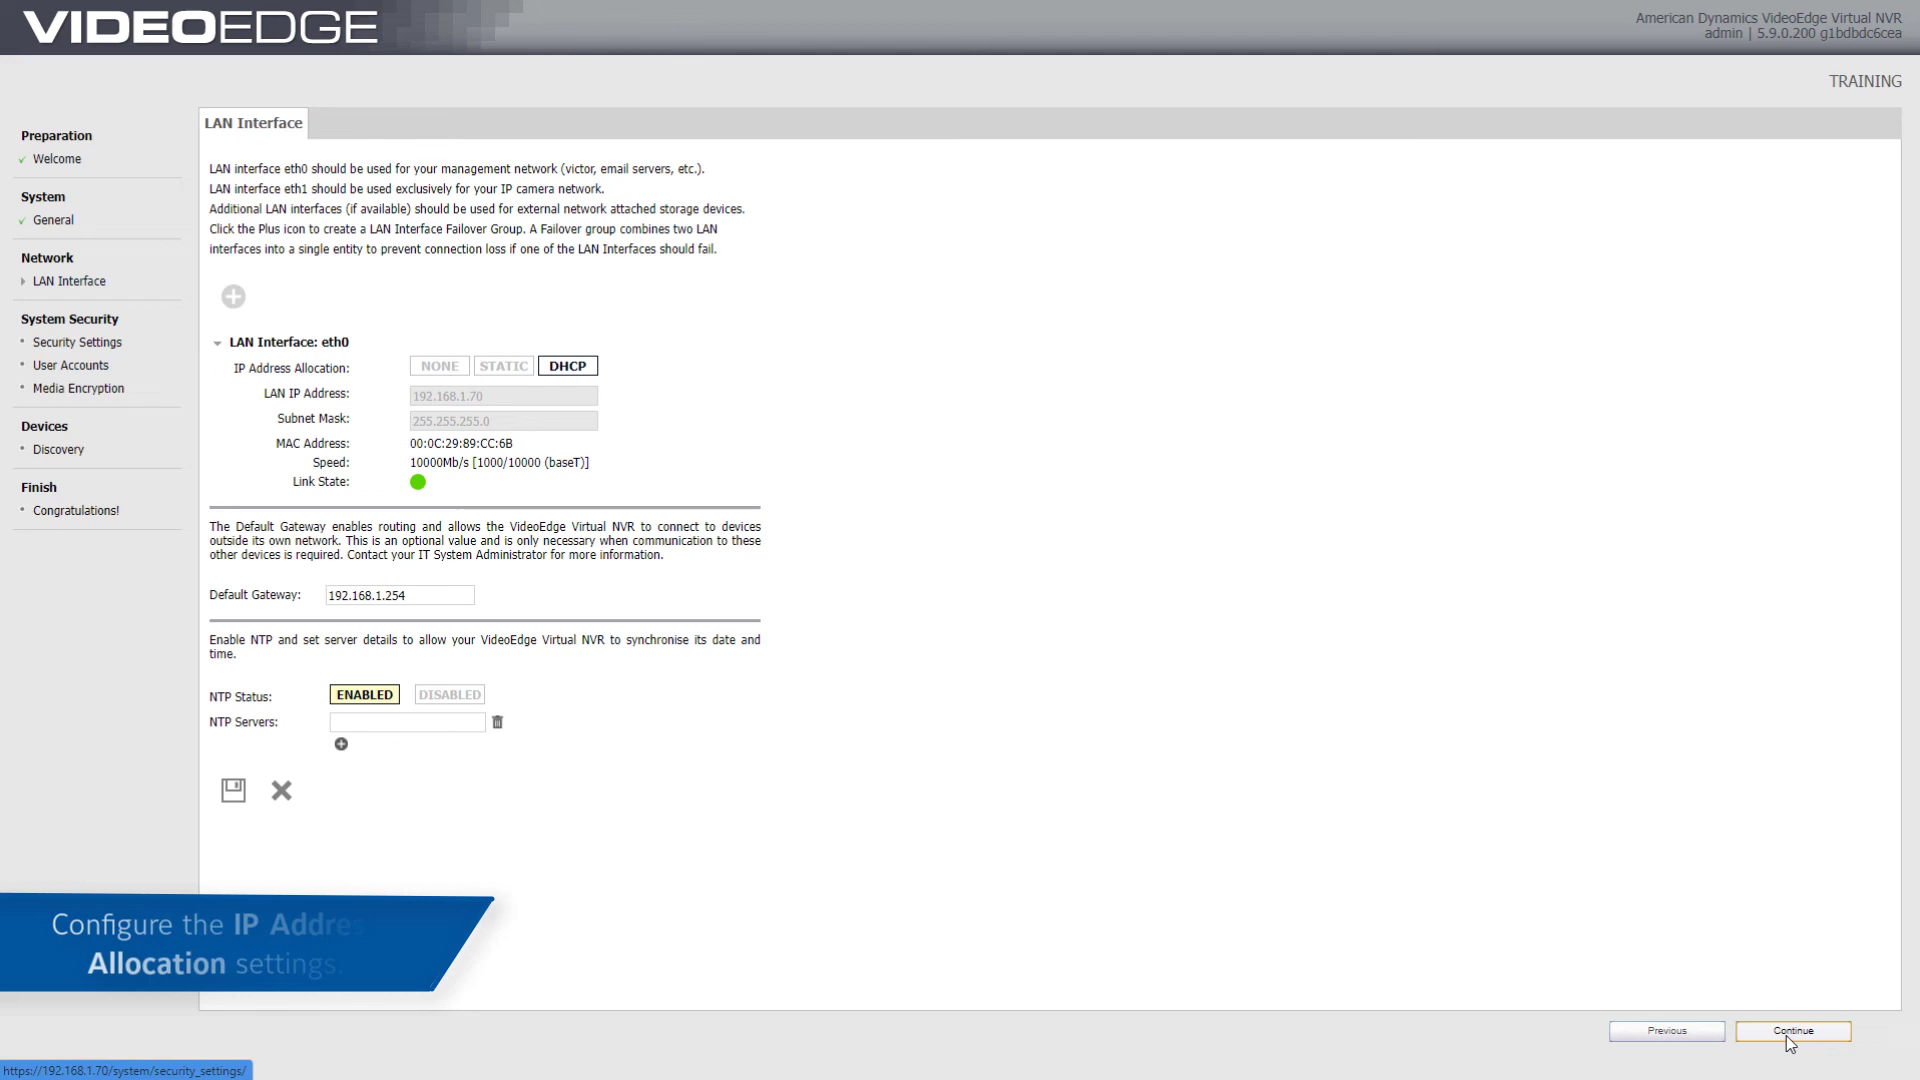 VIDEOEDGE
American Dynamics VideoEdge Virtual NVR
admin | 5.9.0.200 g1bdbdc6cea
TRAINING
Preparation
Welcome
System
General
Network
LAN Interface
System Security
Security Settings
User Accounts
Media Encryption
Devices
Discovery
Finish
Congratulations!
LAN Interface
LAN interface eth0 should be used for your management network (victor, email servers, etc.).
LAN interface eth1 should be used exclusively for your IP camera network.
Additional LAN interfaces (if available) should be used for external network attached storage devices.
Click the Plus icon to create a LAN Interface Failover Group. A Failover group combines two LAN
interfaces into a single entity to prevent connection loss if one of the LAN Interfaces should fail.
LAN Interface: eth0
IP Address Allocation: NONE STATIC DHCP
LAN IP Address: 192.168.1.70
Subnet Mask: 255.255.255.0
MAC Address: 00:0C:29:89:CC:6B
Speed: 10000Mb/s [1000/10000 (baseT)]
Link State:
The Default Gateway enables routing and allows the VideoEdge Virtual NVR to connect to devices
outside its own network. This is an optional value and is only necessary when communication to these
other devices is required. Contact your IT System Administrator for more information.
Default Gateway: 192.168.1.254
Enable NTP and set server details to allow your VideoEdge Virtual NVR to synchronise its date and
time.
NTP Status: ENABLED DISABLED
NTP Servers:
Configure the IP Addres
Allocation settings.
Previous Continue
https://192.168.1.70/system/security_settings/